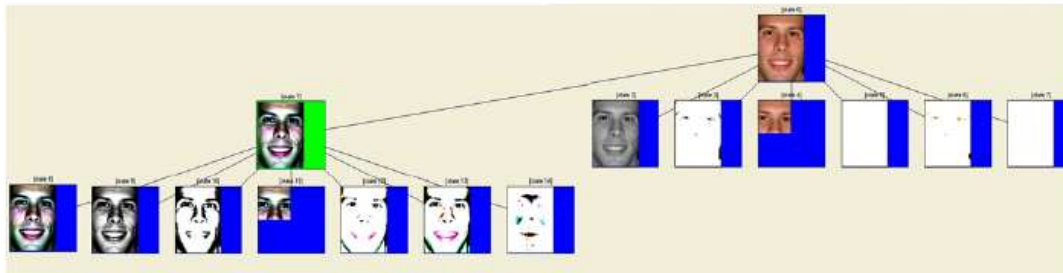 [state 0]
[state 1]
[state 2]
[state 3]
[state 4]
[state 5]
[state 6]
[state 7]
[state 8]
[state 9]
[state 10]
[state 11]
[state 12]
[state 13]
[state 14]